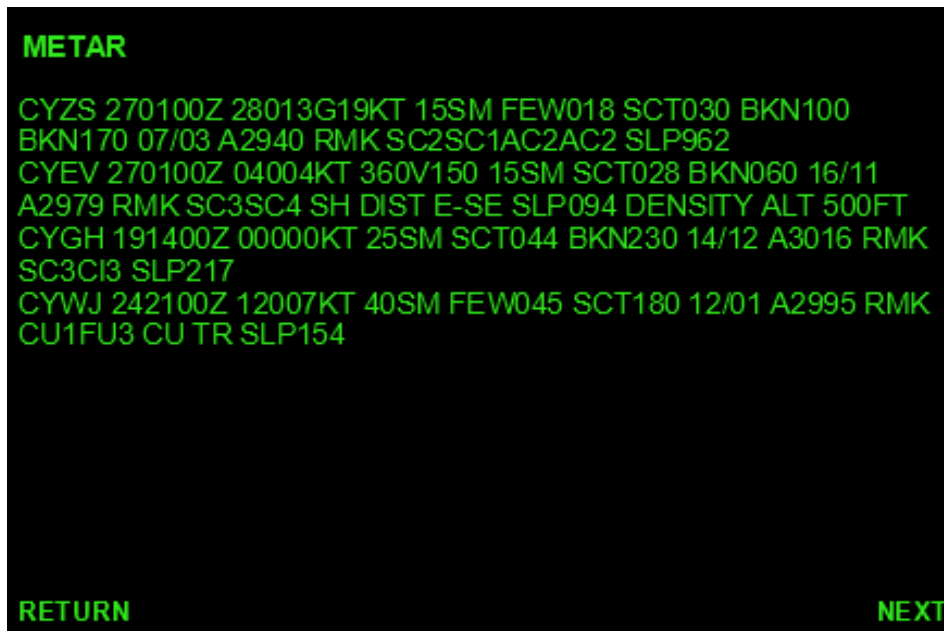 METAR
CYZS 270100Z 28013G19KT 15SM FEW018 SCT030 BKN100
BKN170 07/03 A2940 RMK SC2SC1AC2AC2 SLP962
CYEV 270100Z 04004KT 360V150 15SM SCT028 BKN060 16/11
A2979 RMK SC3SC4 SH DIST E-SE SLP094 DENSITY ALT 500FT
CYGH 191400Z 00000KT 25SM SCT044 BKN230 14/12 A3016 RMK
SC3CI3 SLP217
CYWJ 242100Z 12007KT 40SM FEW045 SCT180 12/01 A2995 RMK
CU1FU3 CU TR SLP154
RETURN NEXT